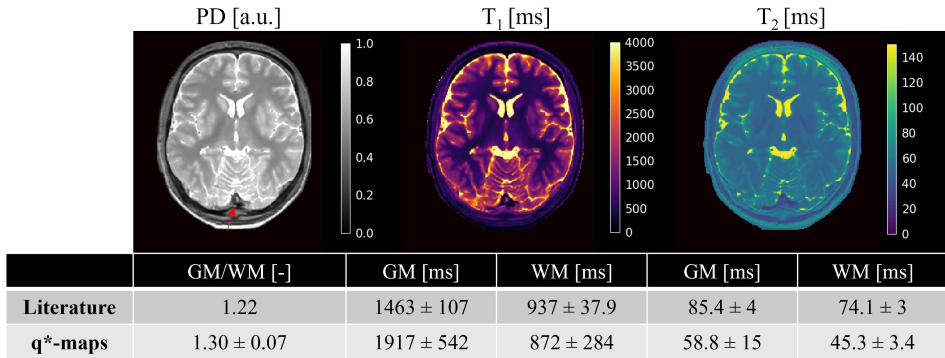 PD [a.u.] T₁ [ms] T₂ [ms]
1.0 4000 140
0.8 3500 120
0.6 3000 100
0.4 2500 80
0.2 2000 60
0.0 1500 40
1000 20
500 0
0
GM/WM [-] GM [ms] WM [ms] GM [ms] WM [ms]
Literature 1.22 1463 ± 107 937 ± 37.9 85.4 ± 4 74.1 ± 3
q*-maps 1.30 ± 0.07 1917 ± 542 872 ± 284 58.8 ± 15 45.3 ± 3.4